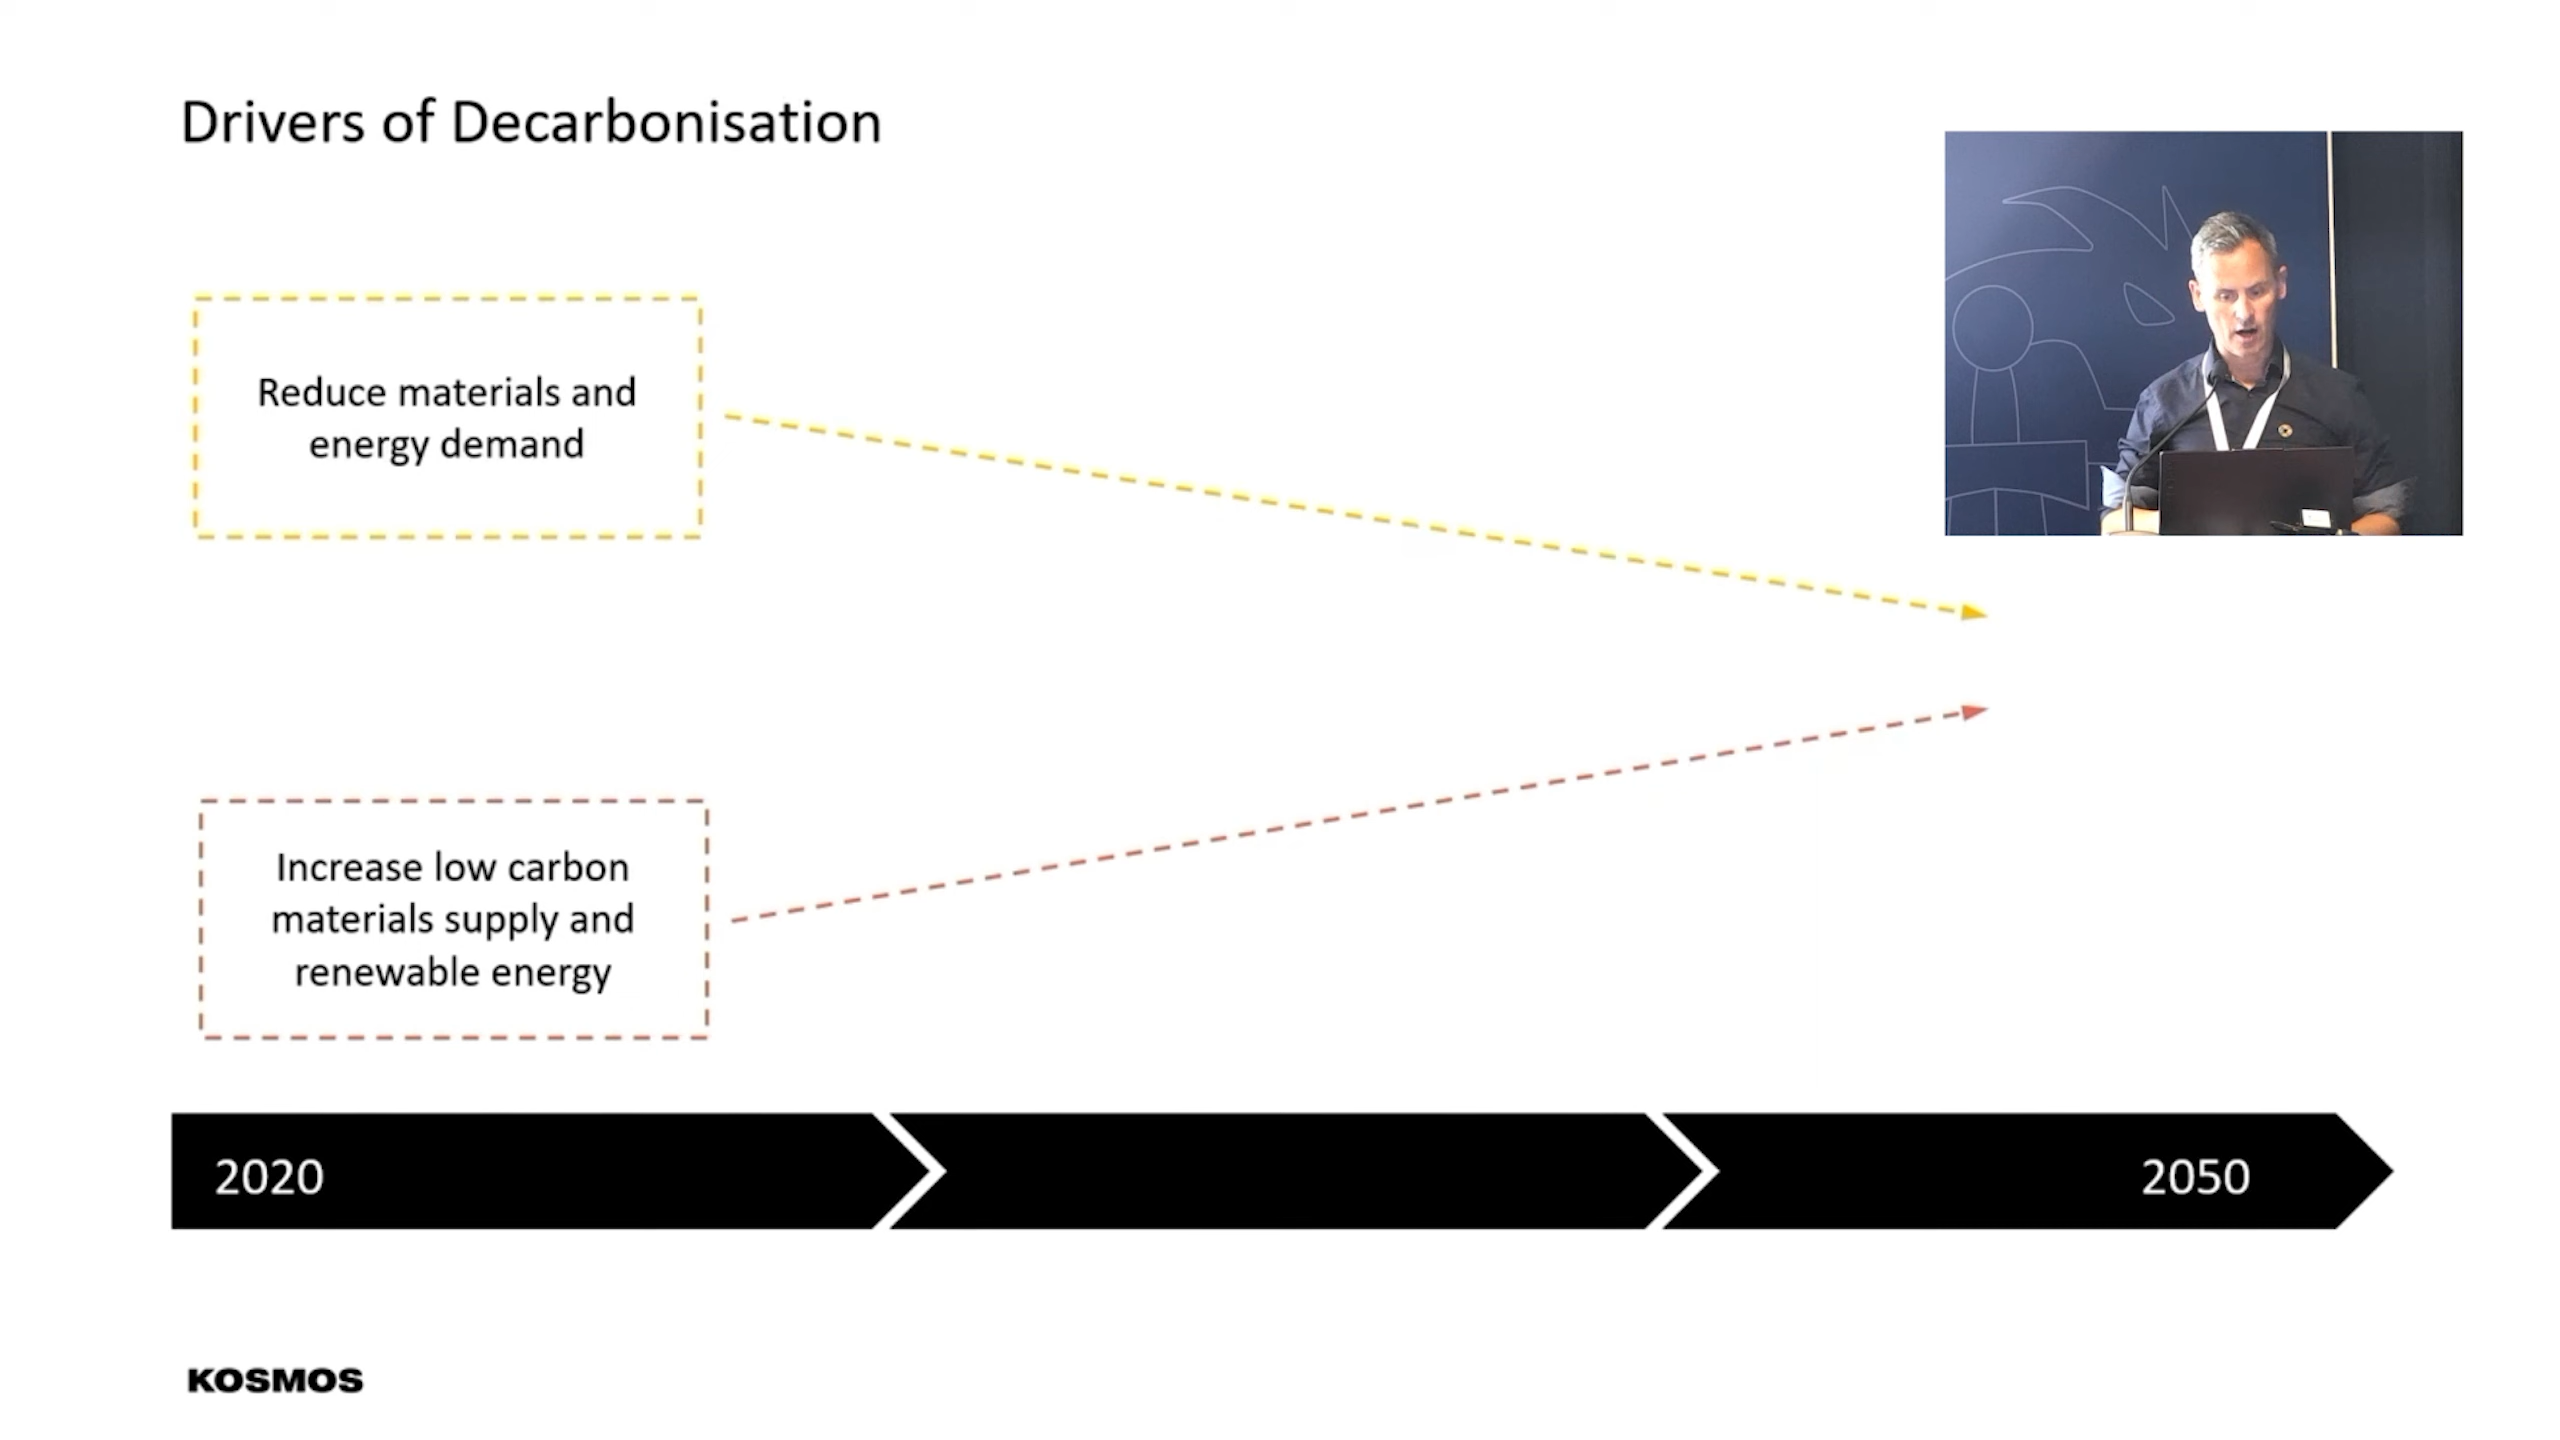 Drivers of Decarbonisation
Reduce materials and
energy demand
Increase low carbon
materials supply and
renewable energy
2020
2050
KOSMOS